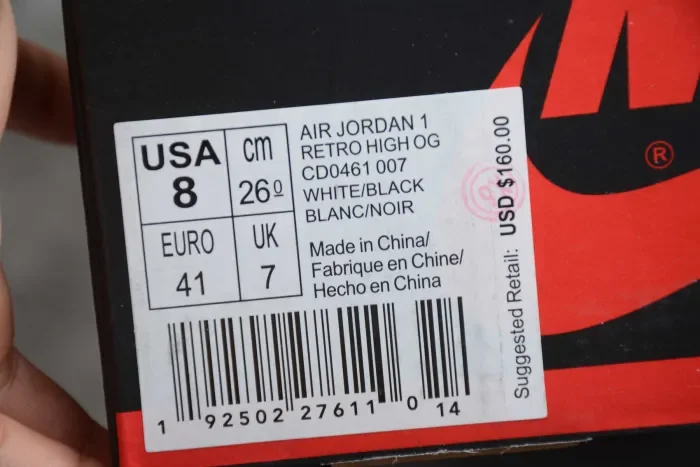 USA
8
cm
26 0
EURO
41
UK
7
AIR JORDAN 1
RETRO HIGH OG
CD0461 007
WHITE/BLACK
BLANC/NOIR
Made in China/
Fabrique en Chine/
Hecho en China
Suggested Retail: USD $160.00
1 92502 27611 0 14
®